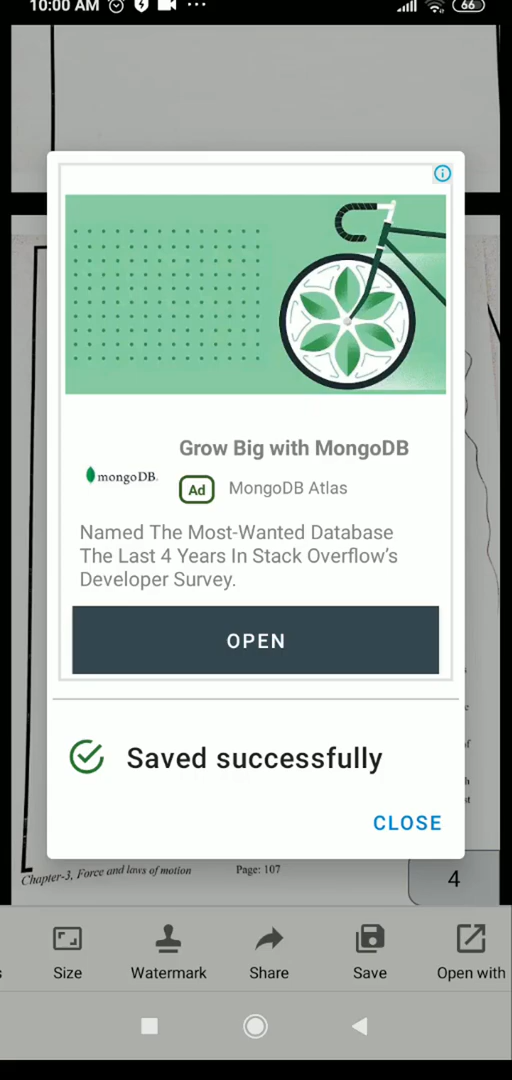 10:00 AM
66
Grow Big with MongoDB
mongoDB.
Ad
MongoDB Atlas
Named The Most-Wanted Database
The Last 4 Years In Stack Overflow's
Developer Survey.
OPEN
Saved successfully
CLOSE
Chapter-3, Force and laws of motion
Page: 107
4
Size
Watermark
Share
Save
Open with